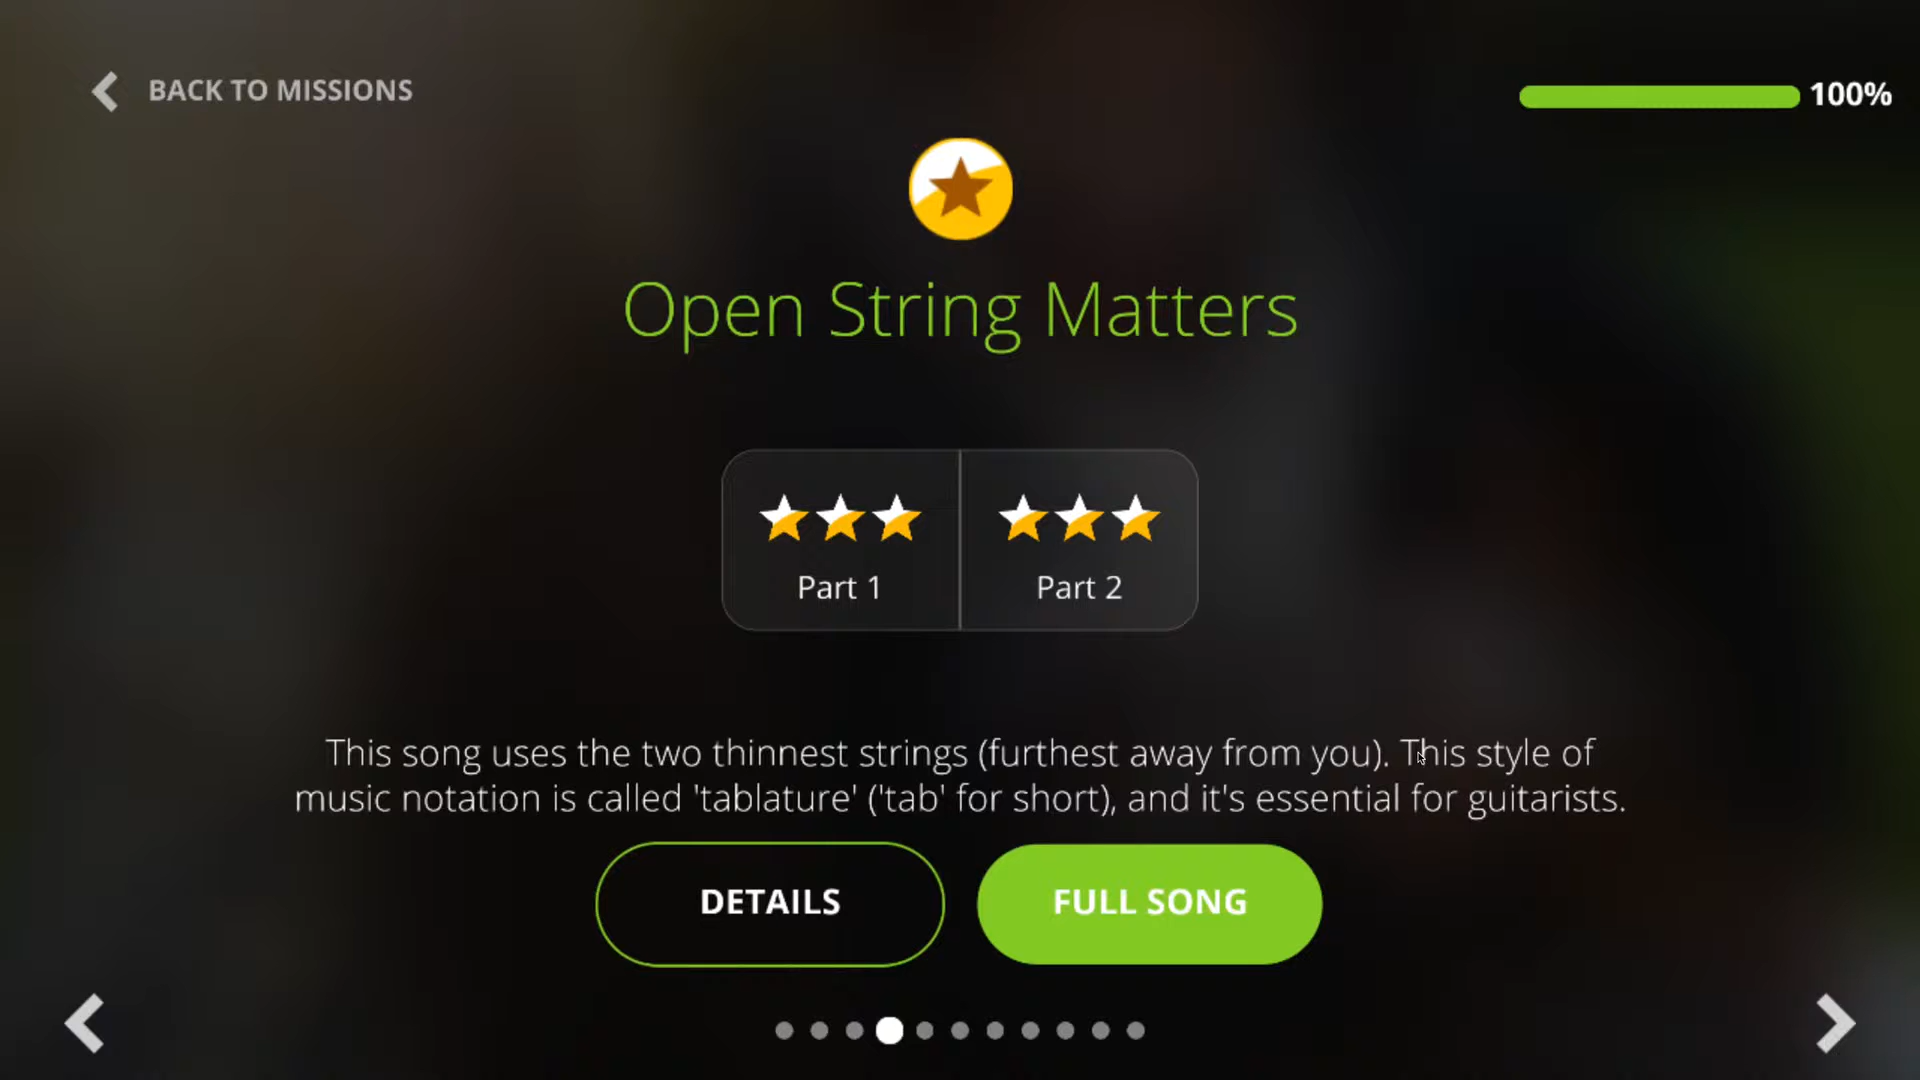 BACK TO MISSIONS
100%
Open String Matters
Part 1
Part 2
This song uses the two thinnest strings (furthest away from you). This style of
music notation is called 'tablature' ('tab' for short), and it's essential for guitarists.
DETAILS
FULL SONG